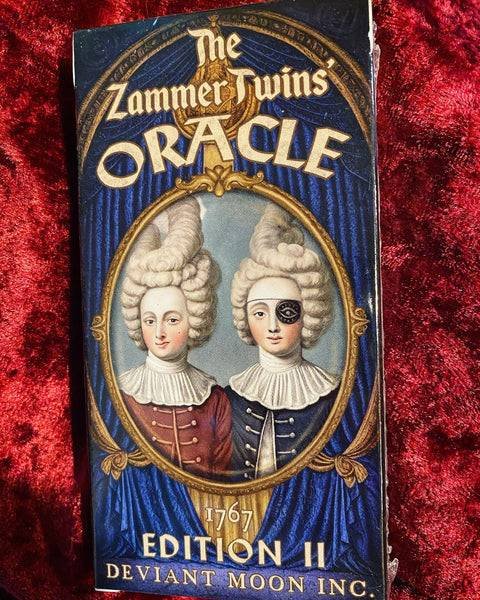 The
Zammer Twins'
ORACLE
1767
EDITION II
DEVIANT MOON INC.